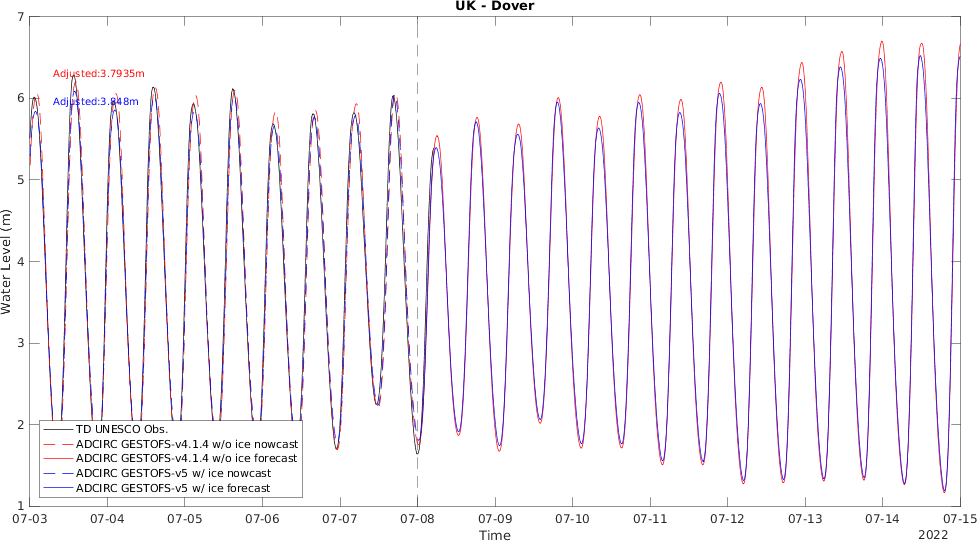 UK - Dover
7
6
5
4
3
2
1
Water Level (m)
Adjusted:3.7935m
Adjusted:3.848m
TD UNESCO Obs.
ADCIRC GESTOFS-v4.1.4 w/o ice nowcast
ADCIRC GESTOFS-v4.1.4 w/o ice forecast
ADCIRC GESTOFS-v5 w/ ice nowcast
ADCIRC GESTOFS-v5 w/ ice forecast
07-03 07-04 07-05 07-06 07-07 07-08 07-09 07-10 07-11 07-12 07-13 07-14 07-15
Time
2022